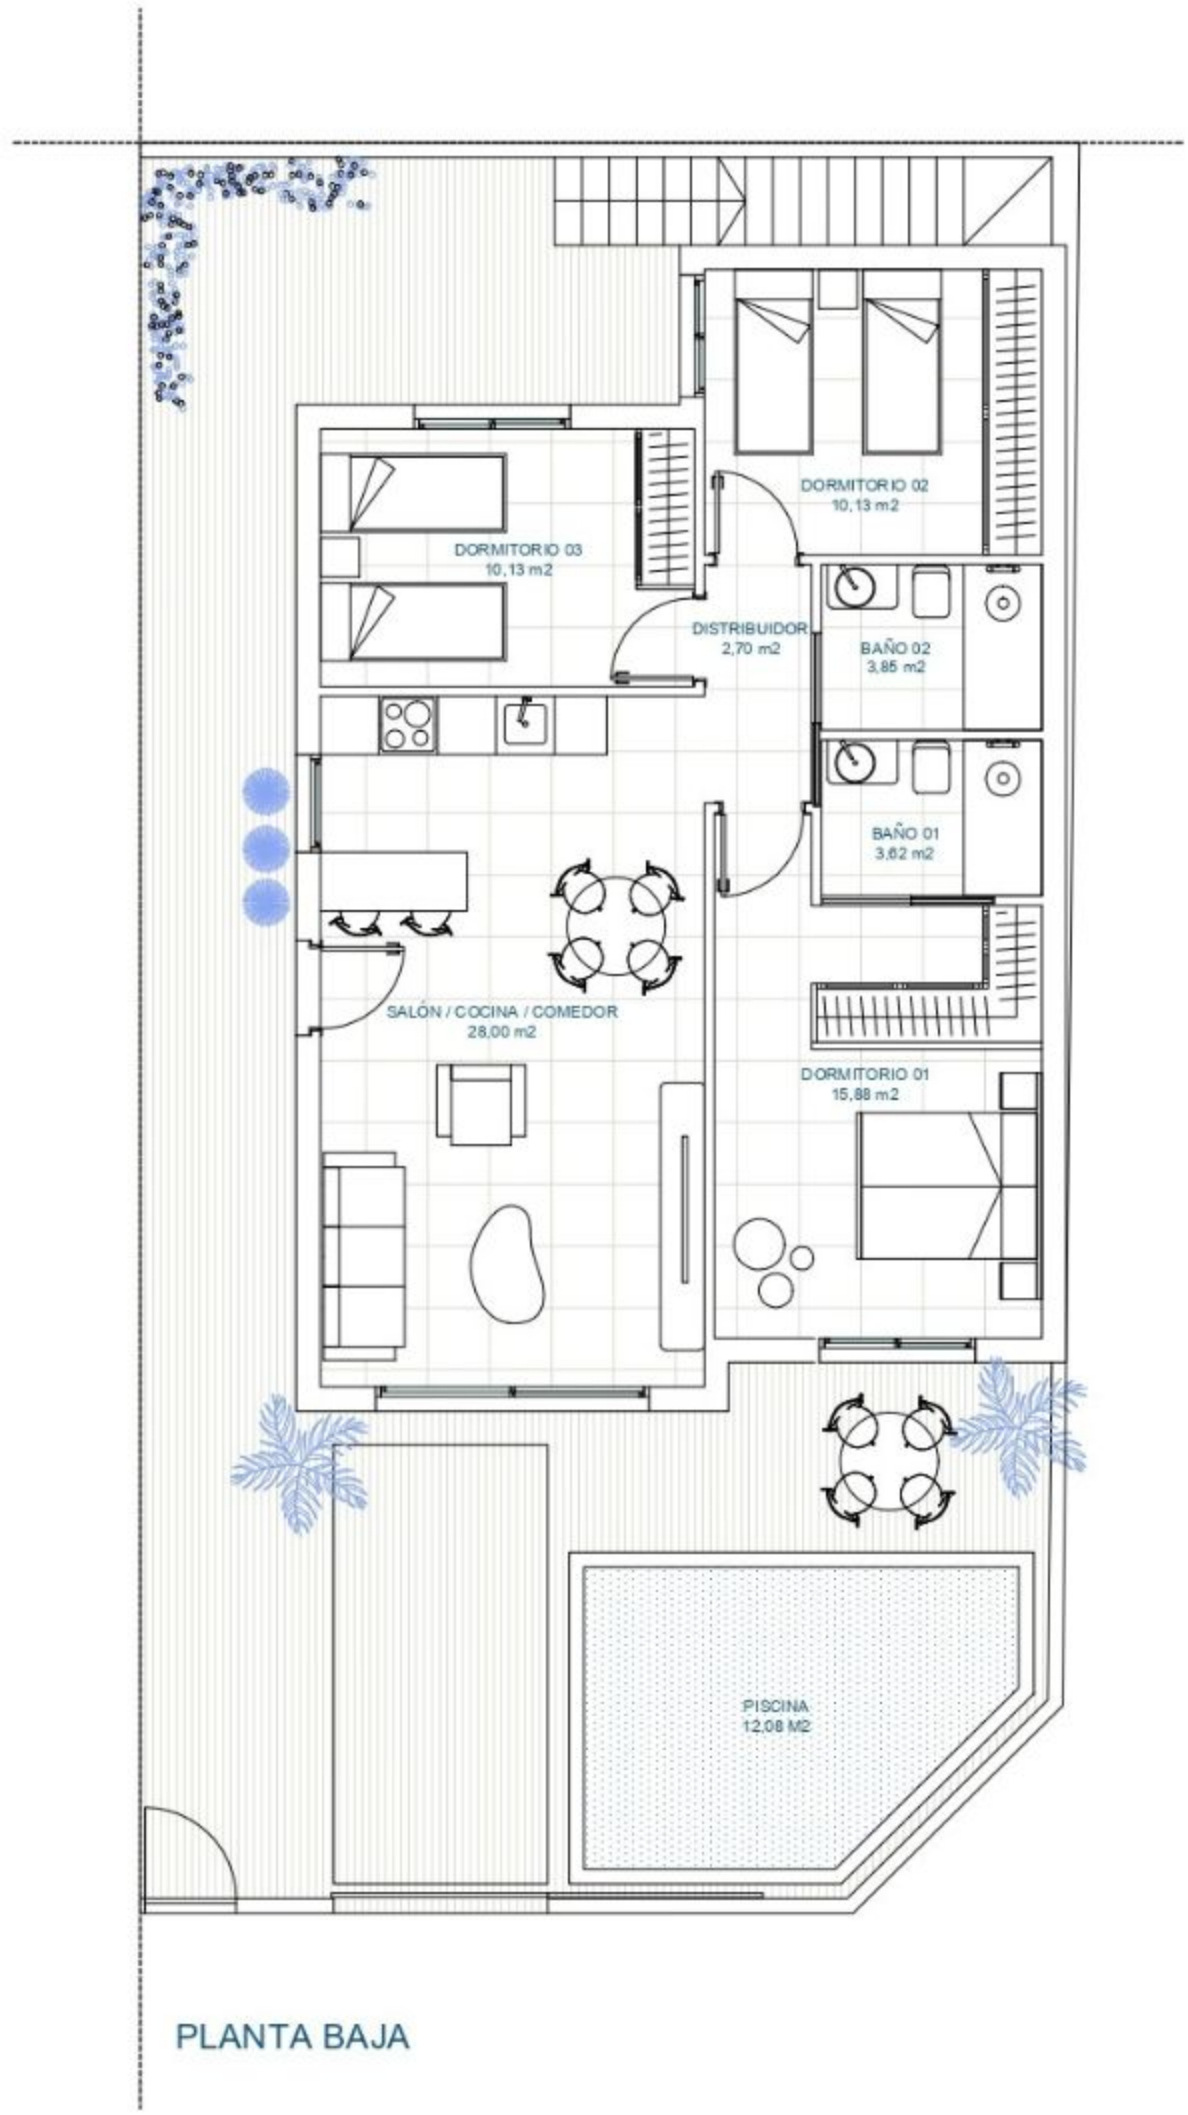 DORMITORIO 02
10,13 m2
DORMITORIO 03
10,13 m2
DISTRIBUIDOR
2,70 m2
BAÑO 02
3,85 m2
BAÑO 01
3,62 m2
SALÓN / COCINA / COMEDOR
28,00 m2
DORMITORIO 01
15,88 m2
PISCINA
12,08 M2
PLANTA BAJA